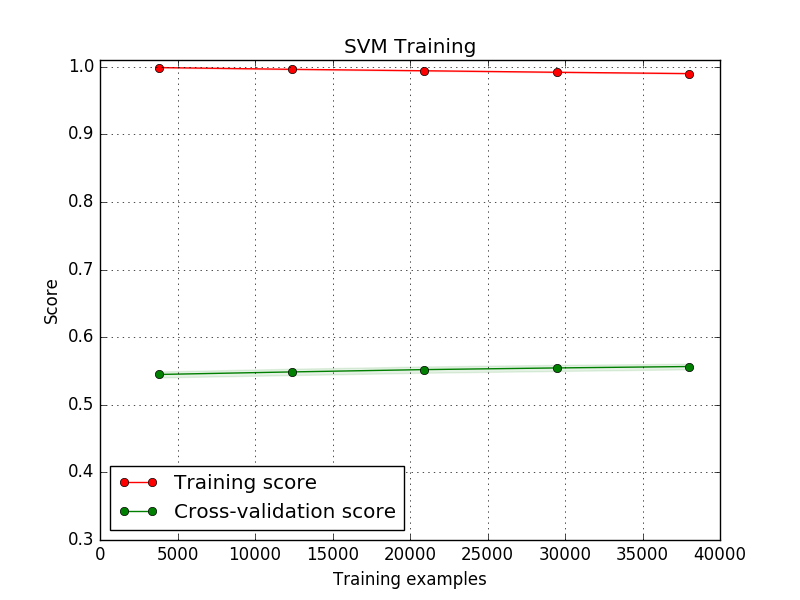 SVM Training
1.0
0.9
0.8
0.7
0.6
0.5
0.4
0.3
Score
Training score
Cross-validation score
0 5000 10000 15000 20000 25000 30000 35000 40000
Training examples